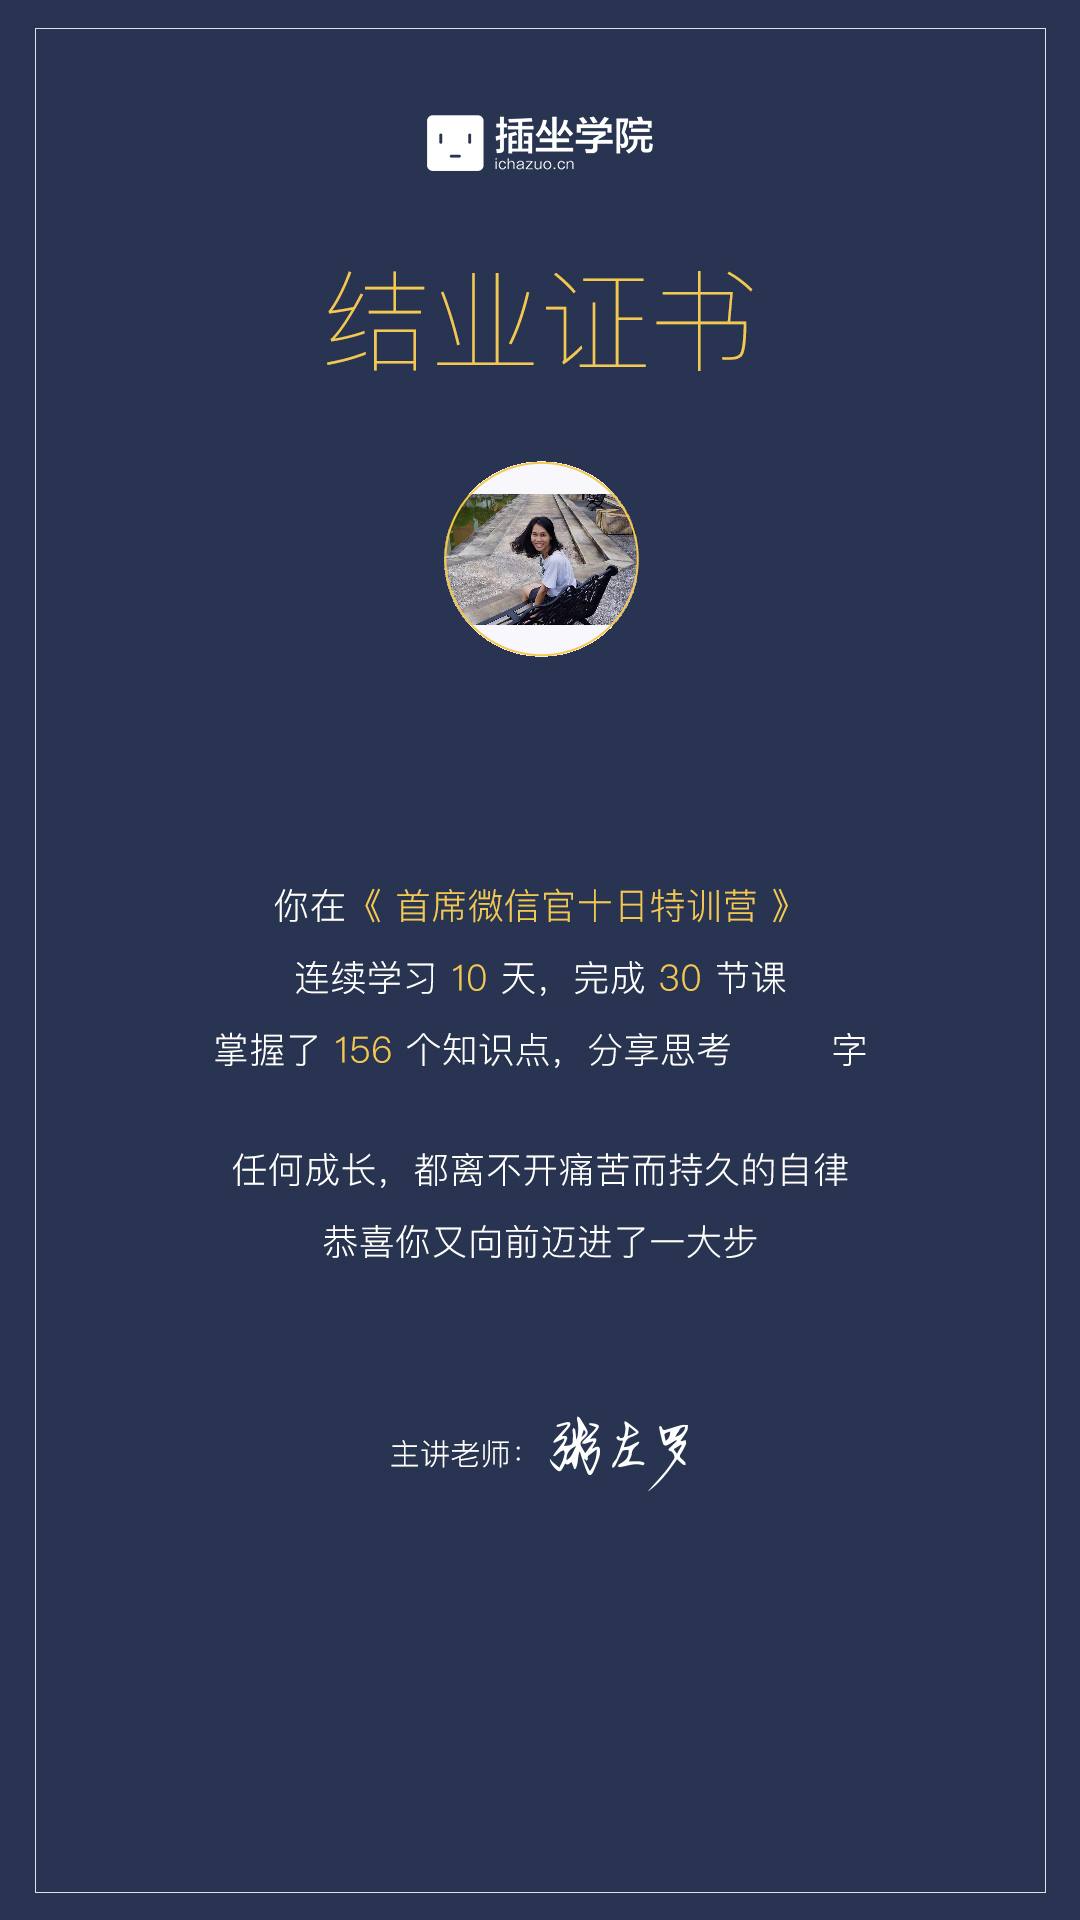 插坐学院
ichazuo.cn
结业证书
你在《 首席微信官十日特训营 》
连续学习 10 天，完成 30 节课
掌握了 156 个知识点，分享思考 字
任何成长，都离不开痛苦而持久的自律
恭喜你又向前迈进了一大步
主讲老师：粥左罗